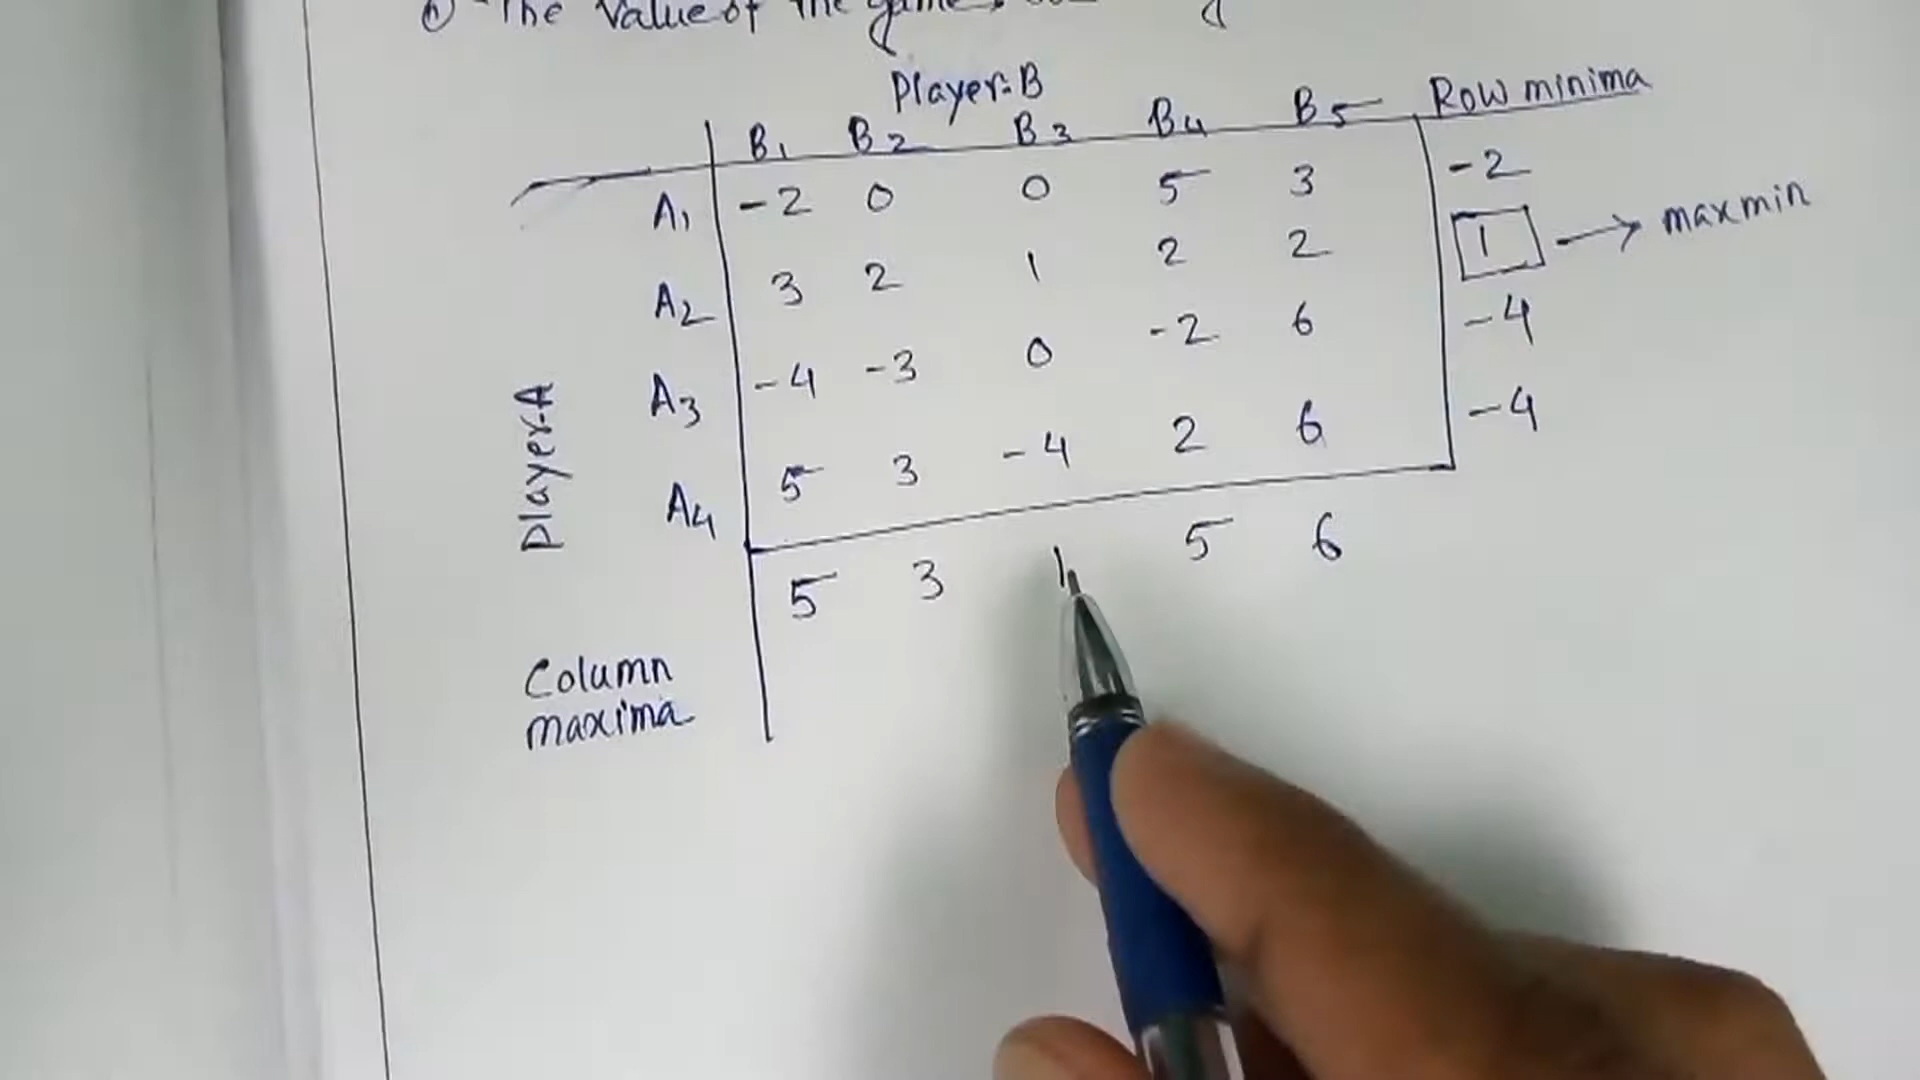 The Value of the game
Player-B
B1 B2 B3 B4 B5 Row minima
A1 -2 0 0 5 3 -2
A2 3 2 1 2 2 1 → maxmin
A3 -4 -3 0 -2 6 -4
A4 5 3 -4 2 6 -4
Player-A
5 3 1 5 6
Column
maxima